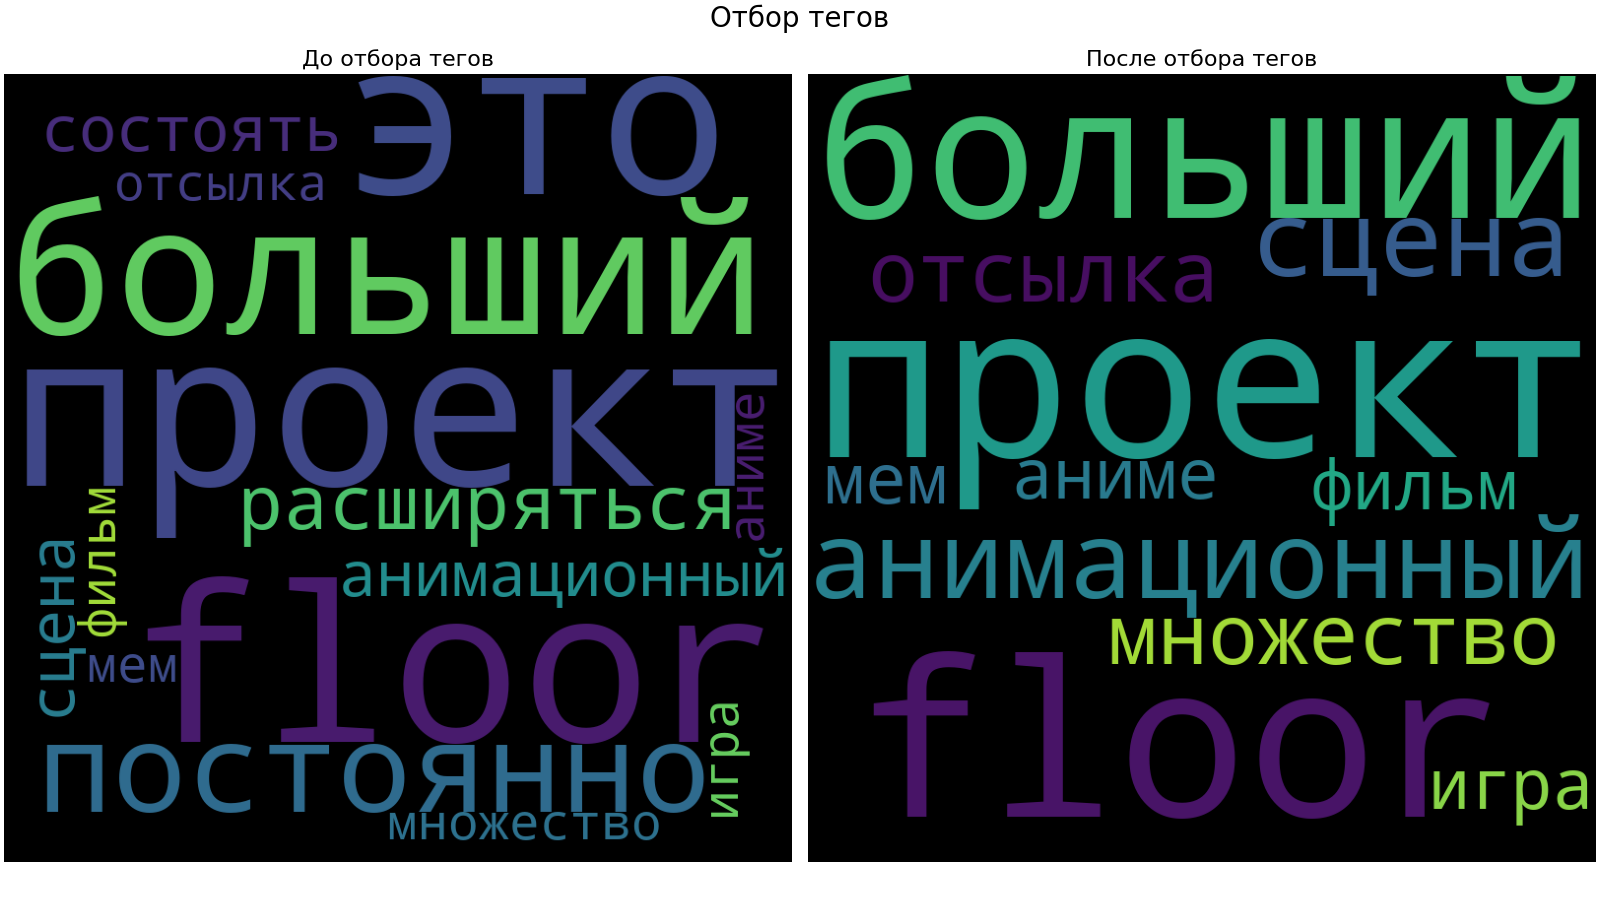 Отбор тегов
До отбора тегов
это
состоять
отсылка
больший
проект
аниме
расширяться
фильм
сцена
анимационный
floor
мем
игра
постоянно
множество
После отбора тегов
больший
сцена
отсылка
проект
мем
аниме
фильм
анимационный
множество
floor
игра